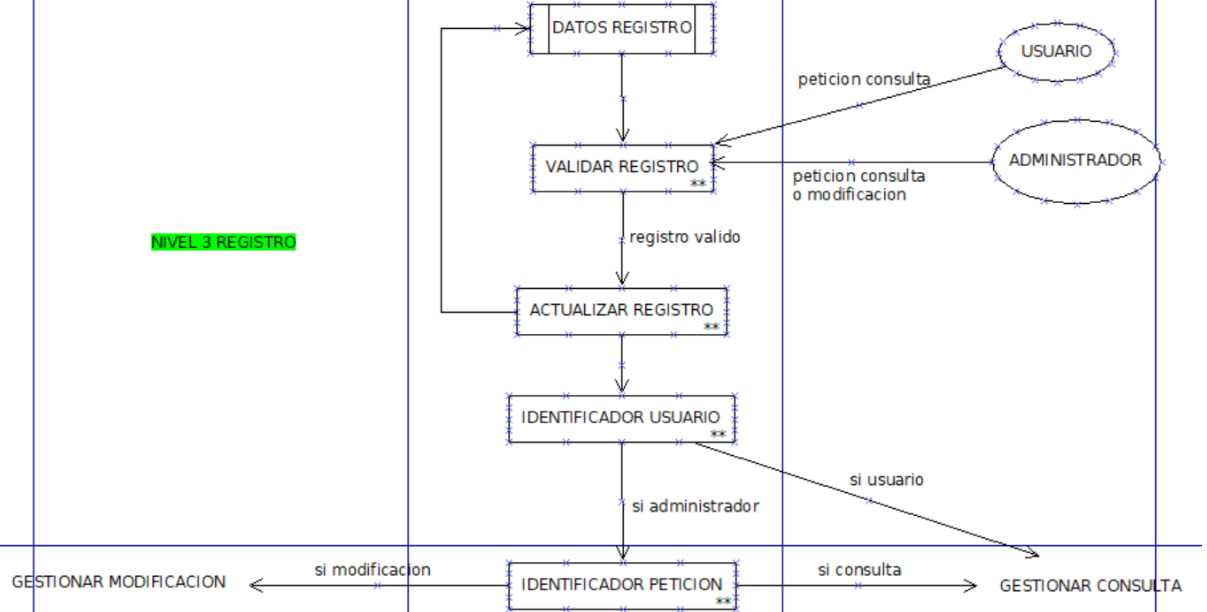 DATOS REGISTRO
USUARIO
peticion consulta
VALIDAR REGISTRO
**
ADMINISTRADOR
peticion consulta
o modificacion
registro valido
NIVEL 3 REGISTRO
ACTUALIZAR REGISTRO
**
IDENTIFICADOR USUARIO
**
si usuario
si administrador
GESTIONAR MODIFICACION
si modificacion
IDENTIFICADOR PETICION
**
si consulta
GESTIONAR CONSULTA